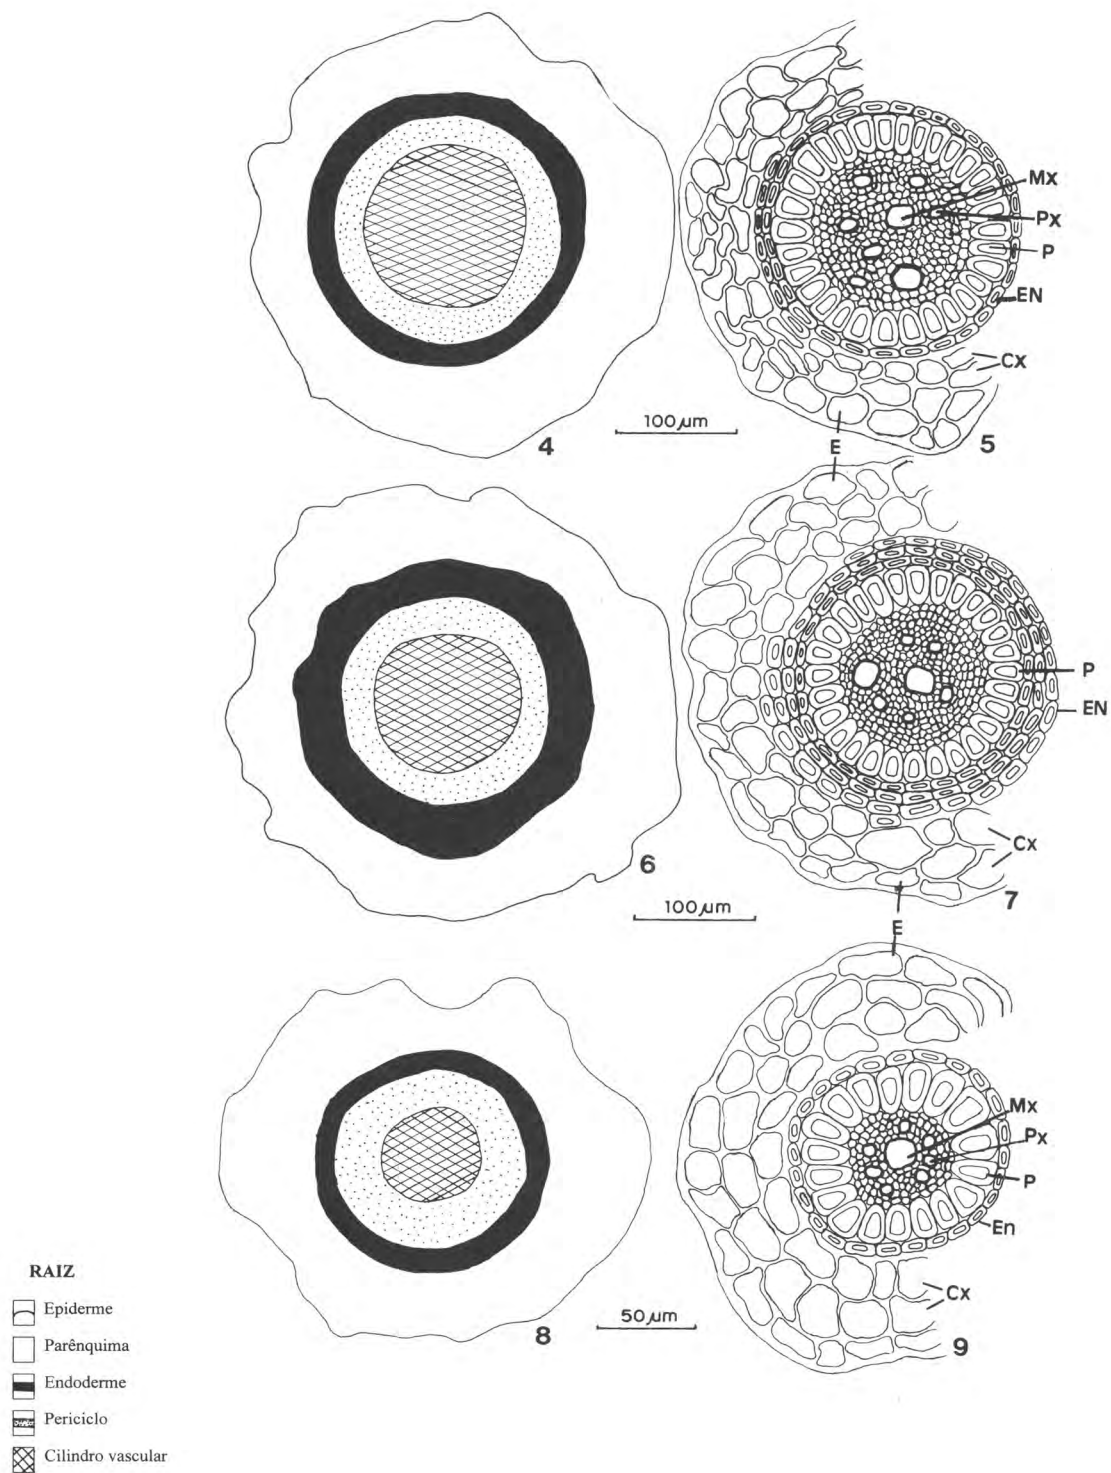 Mx
Px
P
EN
Cx
100 µm
4
E
5
P
EN
Cx
6
7
100 µm
E
Mx
Px
P
En
Cx
8
50 µm
9
RAIZ
Epiderme
Parênquima
Endoderme
Periciclo
Cilindro vascular